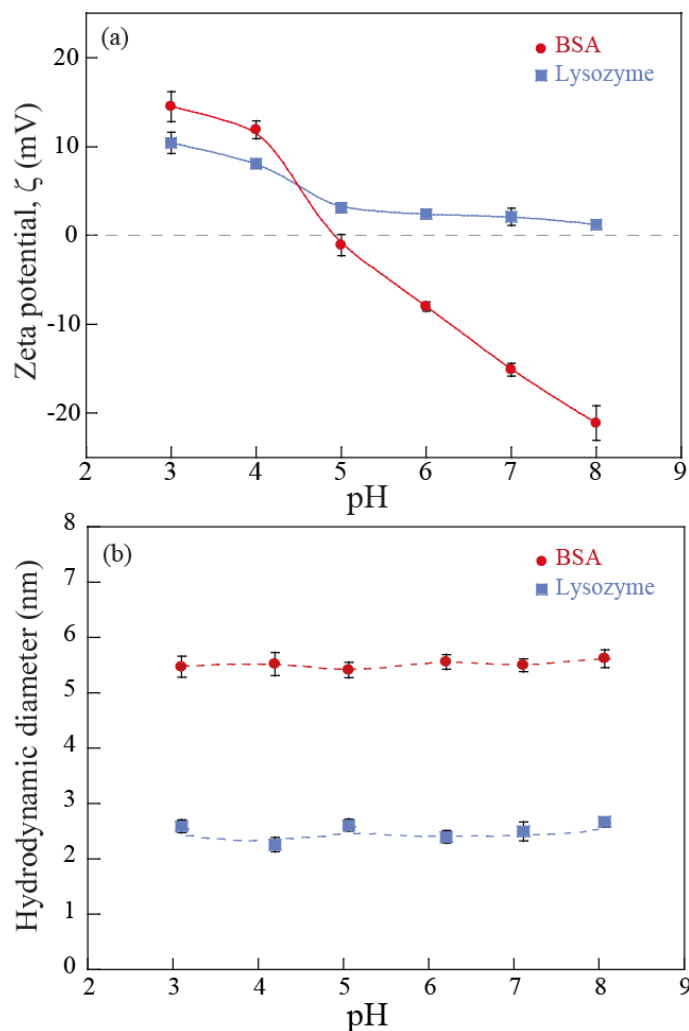 (a)
BSA
Lysozyme
20
10
0
-10
-20
Zeta potential, ζ (mV)
2 3 4 5 6 7 8 9
pH
(b)
BSA
Lysozyme
8
7
6
5
4
3
2
1
0
Hydrodynamic diameter (nm)
2 3 4 5 6 7 8 9
pH